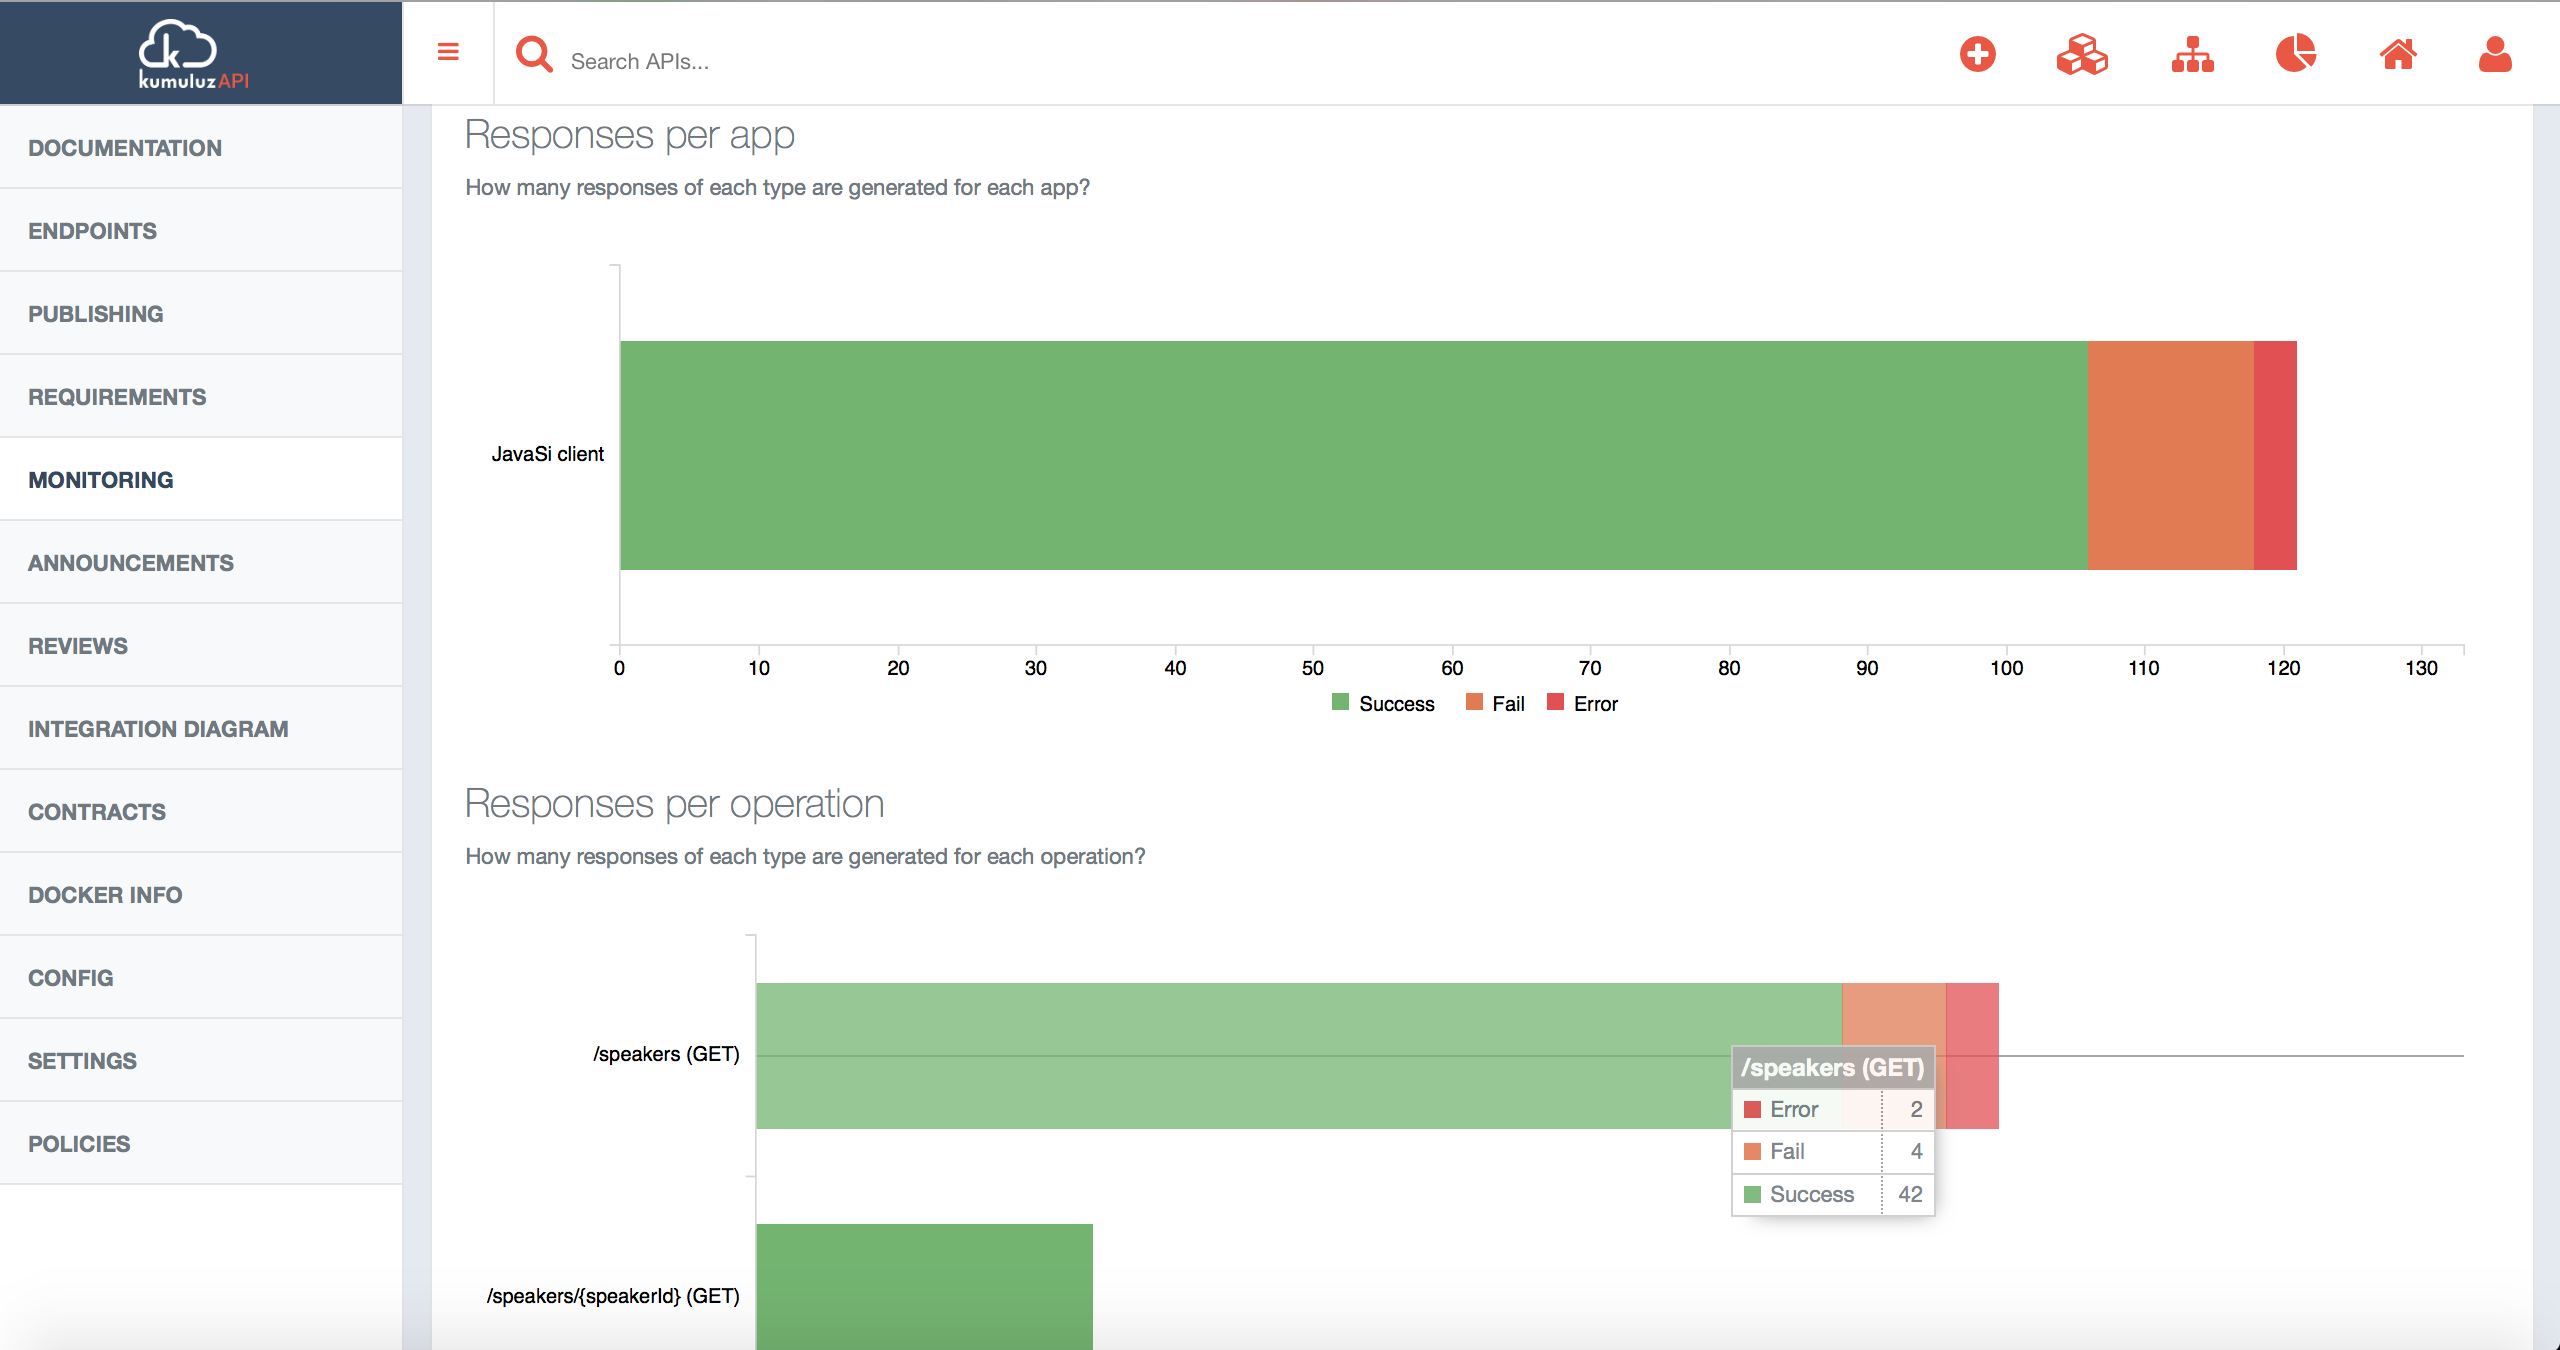 k
kumuluzAPI
Search APIs...
DOCUMENTATION
ENDPOINTS
PUBLISHING
REQUIREMENTS
MONITORING
ANNOUNCEMENTS
REVIEWS
INTEGRATION DIAGRAM
CONTRACTS
DOCKER INFO
CONFIG
SETTINGS
POLICIES
Responses per app
How many responses of each type are generated for each app?
JavaSi client
0 10 20 30 40 50 60 70 80 90 100 110 120 130
Success Fail Error
Responses per operation
How many responses of each type are generated for each operation?
/speakers (GET)
/speakers (GET)
Error 2
Fail 4
Success 42
/speakers/{speakerId} (GET)